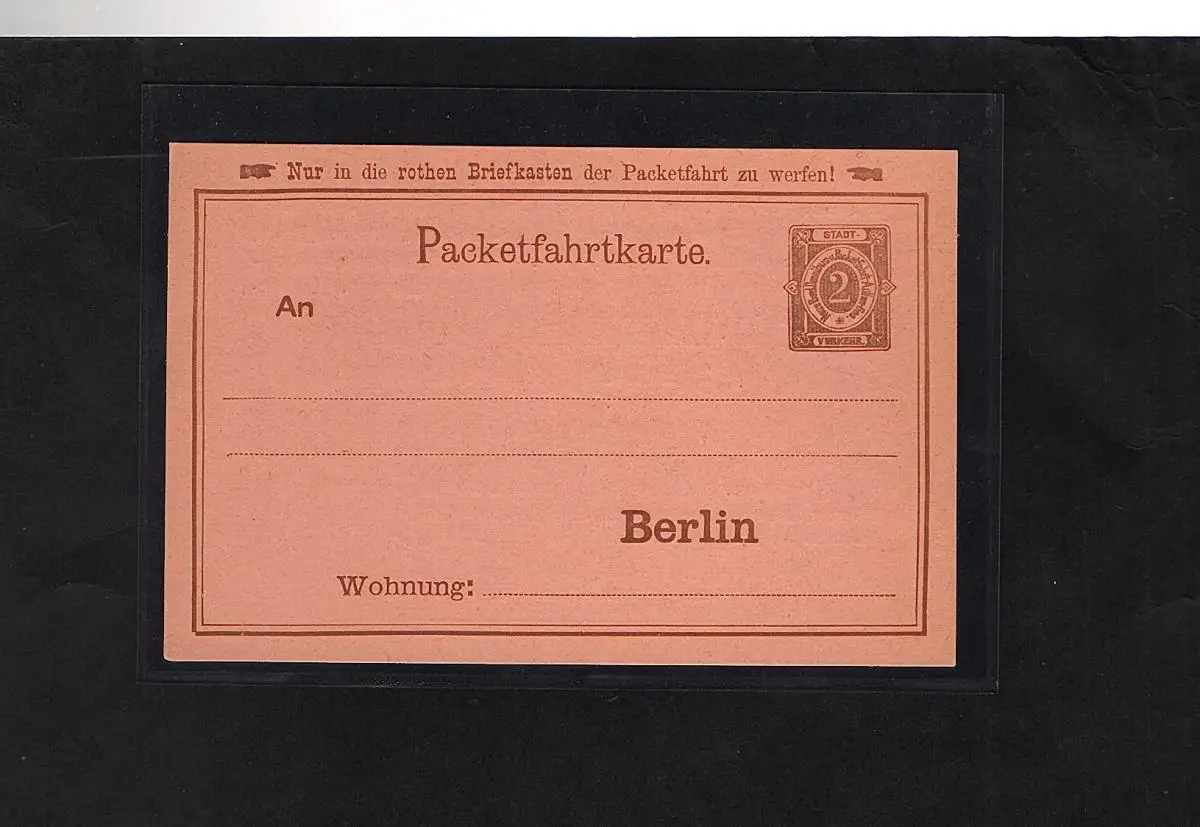 Nur in die rothen Briefkasten der Packetfahrt zu werfen!
Packetfahrtkarte.
STADT-
2
VERKEHR.
An
Berlin
Wohnung: